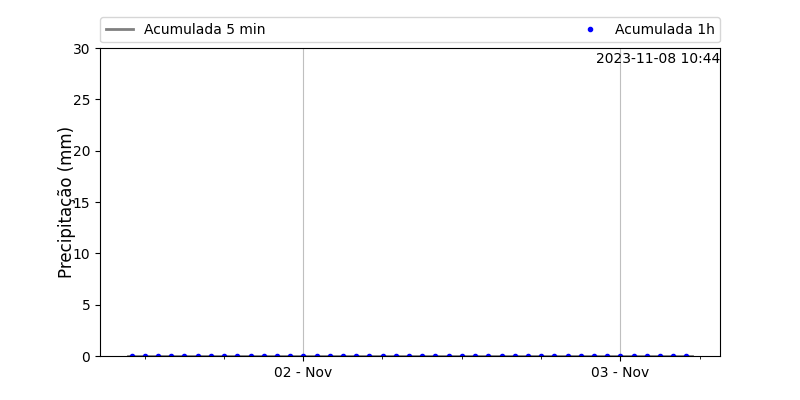 Acumulada 5 min
Acumulada 1h
2023-11-08 10:44
Precipitação (mm)
30
25
20
15
10
5
0
02 - Nov
03 - Nov